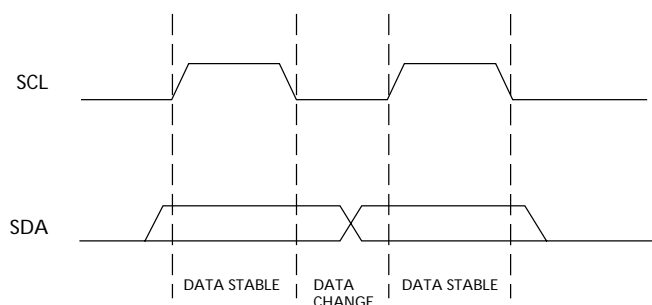 SCL
SDA
DATA STABLE
DATA
CHANGE
DATA STABLE